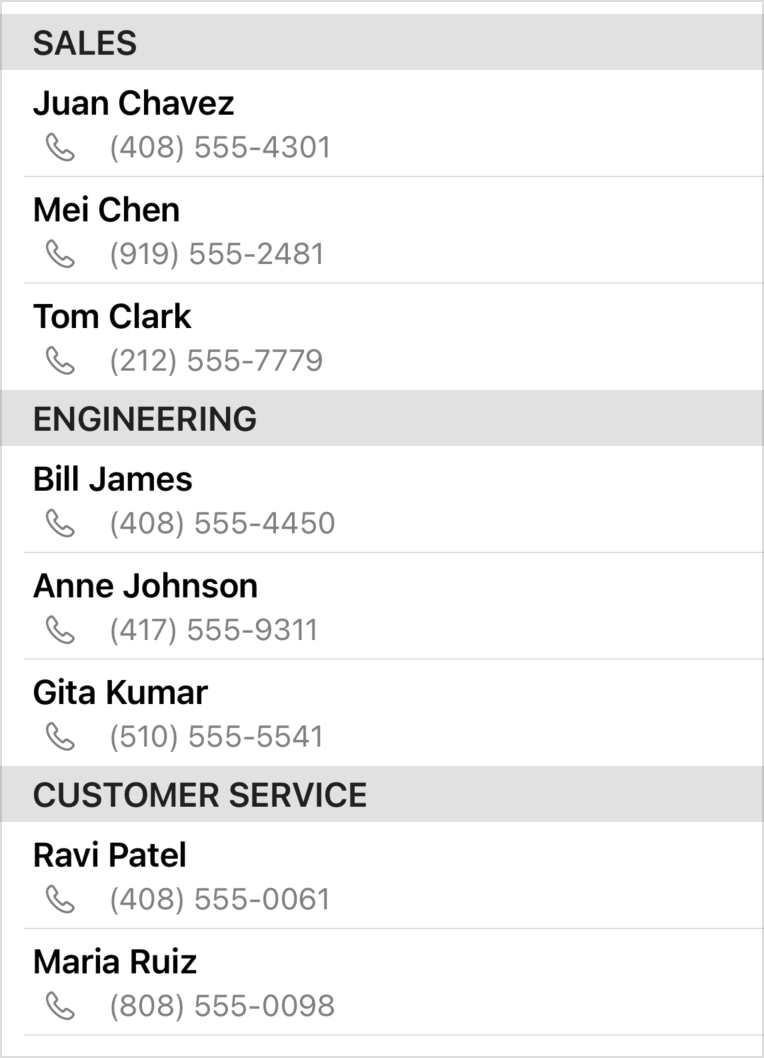 SALES
Juan Chavez
(408) 555-4301
Mei Chen
(919) 555-2481
Tom Clark
(212) 555-7779
ENGINEERING
Bill James
(408) 555-4450
Anne Johnson
(417) 555-9311
Gita Kumar
(510) 555-5541
CUSTOMER SERVICE
Ravi Patel
(408) 555-0061
Maria Ruiz
(808) 555-0098